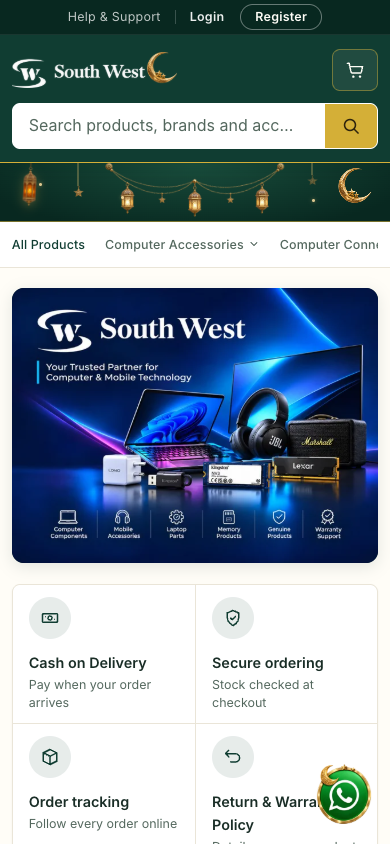 Help & Support Login Register
South West
Search products, brands and acc...
All Products Computer Accessories Computer Conne
South West
Your Trusted Partner for
Computer & Mobile Technology
JBL
Marshall
Kingston
Lexar
Computer
Components
Mobile
Accessories
Laptop
Parts
Memory
Products
Genuine
Products
Warranty
Support
Cash on Delivery
Pay when your order
arrives
Secure ordering
Stock checked at
checkout
Order tracking
Follow every order online
Return & Warra
Policy